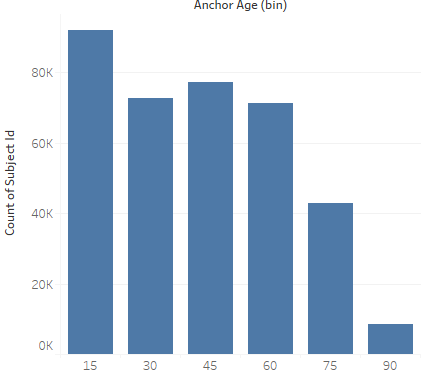 Anchor Age (bin)
Count of Subject Id
80K
60K
40K
20K
0K
15 30 45 60 75 90